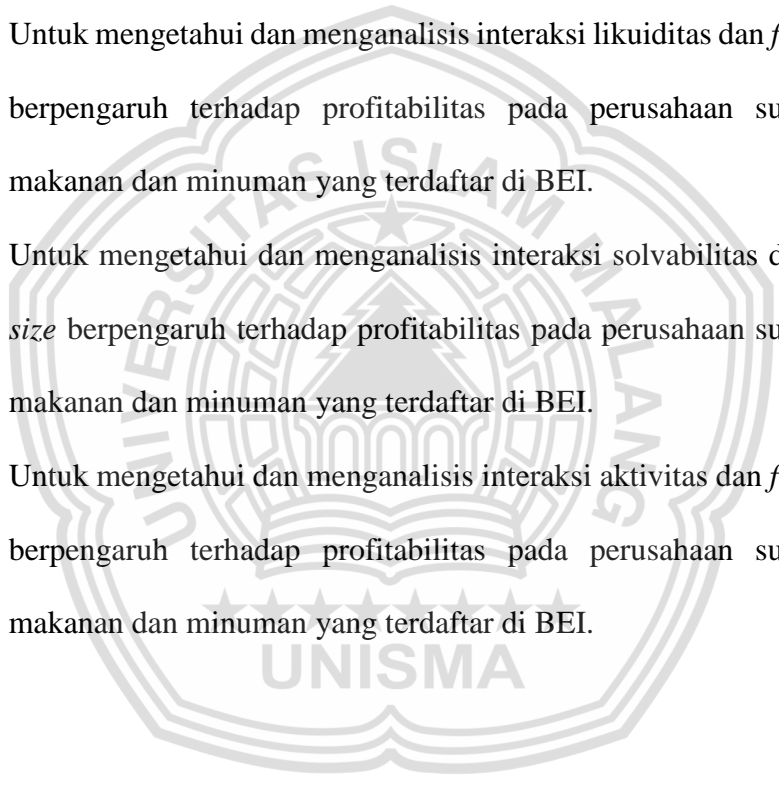 Untuk mengetahui dan menganalisis interaksi likuiditas dan f
berpengaruh terhadap profitabilitas pada perusahaan su
makanan dan minuman yang terdaftar di BEI.
Untuk mengetahui dan menganalisis interaksi solvabilitas d
size berpengaruh terhadap profitabilitas pada perusahaan su
makanan dan minuman yang terdaftar di BEI.
Untuk mengetahui dan menganalisis interaksi aktivitas dan f
berpengaruh terhadap profitabilitas pada perusahaan su
makanan dan minuman yang terdaftar di BEI.
UNIVERSITAS ISLAM MALANG
UNISMA